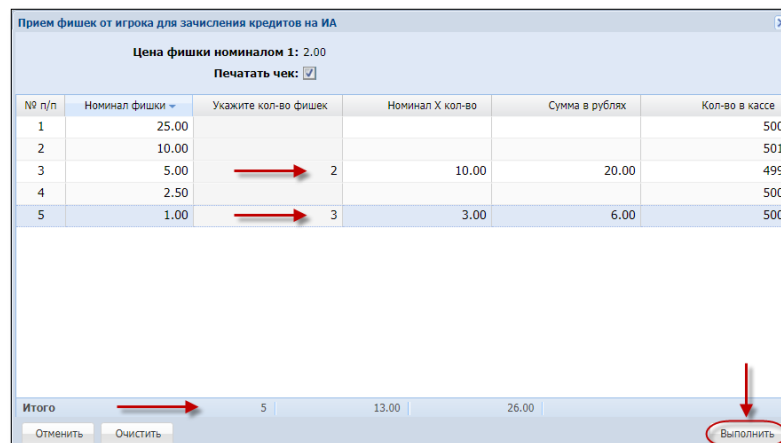 Прием фишек от игрока для зачисления кредитов на ИА
Цена фишки номиналом 1: 2.00
Печатать чек:
№ п/п Номинал фишки Укажите кол-во фишек Номинал Х кол-во Сумма в рублях Кол-во в кассе
1 25.00 500
2 10.00 501
3 5.00 2 10.00 20.00 499
4 2.50 500
5 1.00 3 3.00 6.00 500
Итого 5 13.00 26.00
Отменить Очистить Выполнить